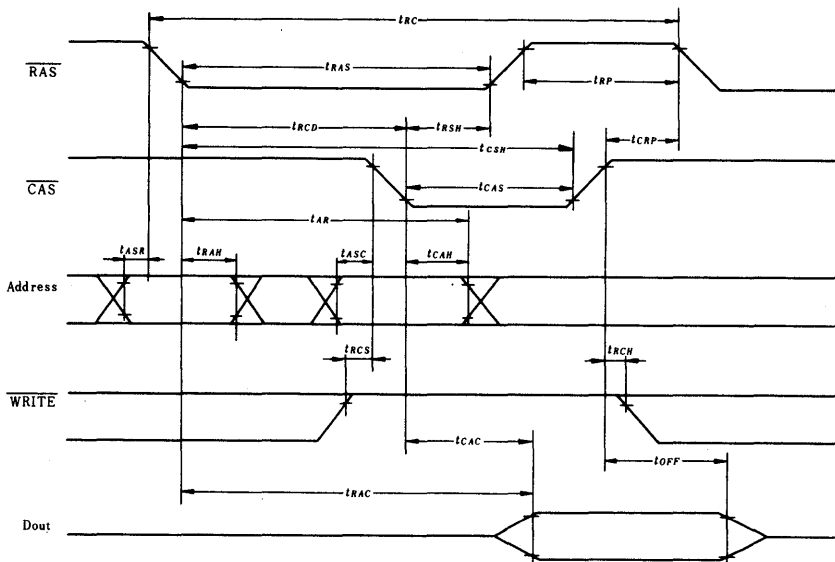 tRC
RAS
tRAS
tRP
tRCD
tRSH
tCSH
tCRP
CAS
tCAS
tAR
tASR
tRAH
tASC
tCAH
Address
tRCS
tRCH
WRITE
tCAC
tOFF
tRAC
Dout